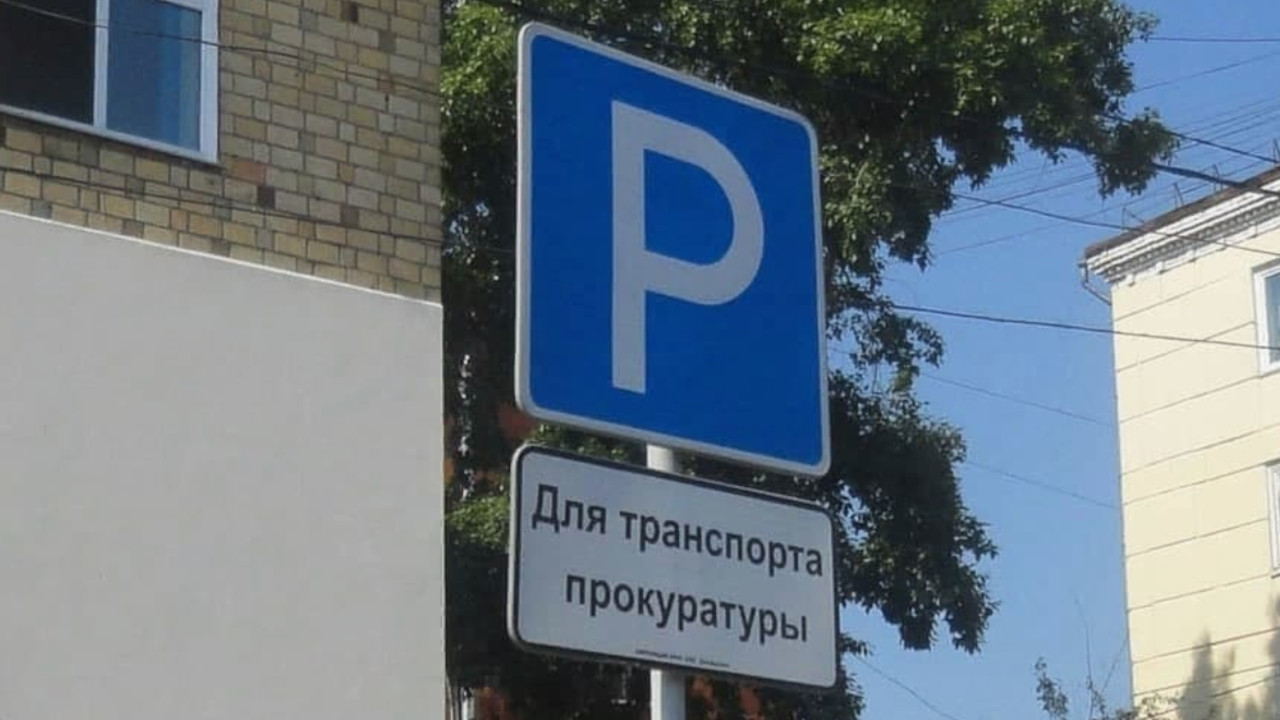 P
Для транспорта
прокуратуры